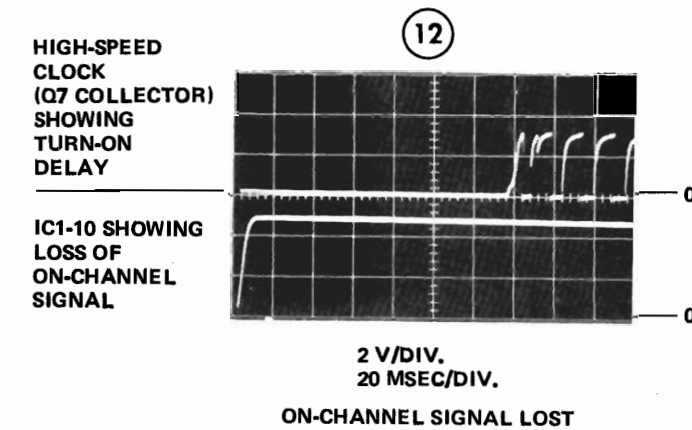 12
HIGH-SPEED
CLOCK
(Q7 COLLECTOR)
SHOWING
TURN-ON
DELAY
0
IC1-10 SHOWING
LOSS OF
ON-CHANNEL
SIGNAL
0
2 V/DIV.
20 MSEC/DIV.
ON-CHANNEL SIGNAL LOST